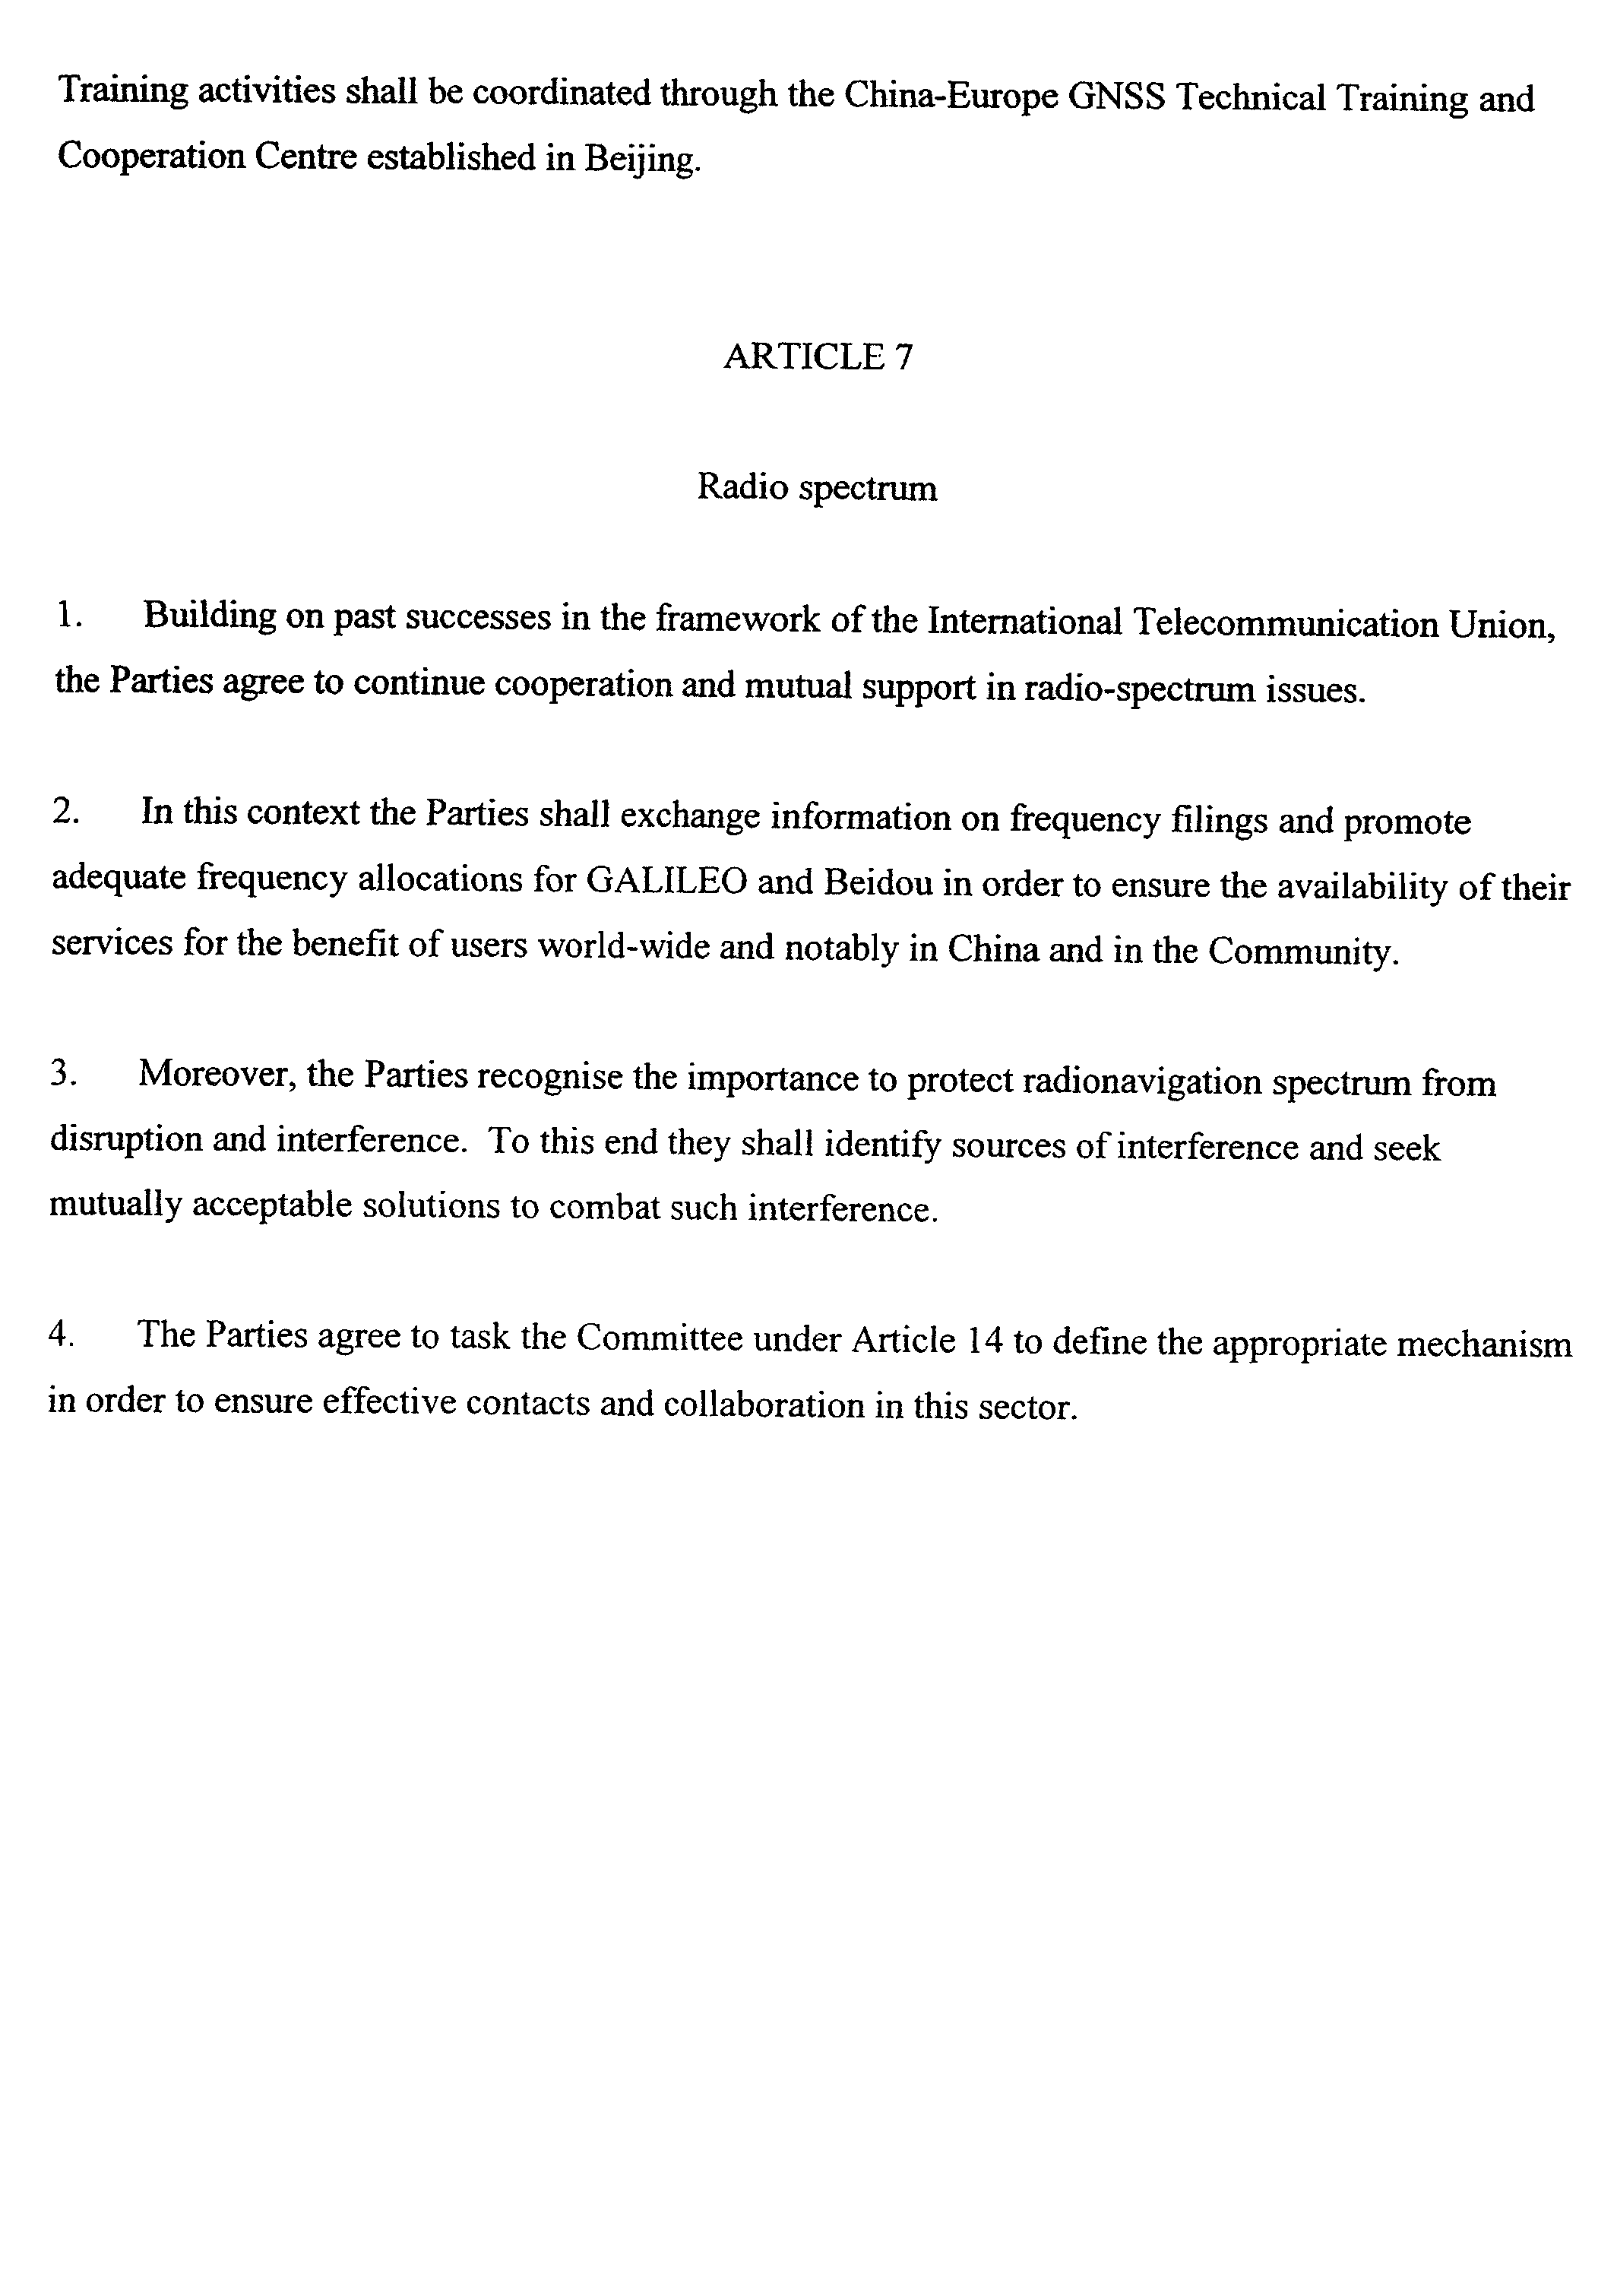 Training activities shall be coordinated through the China-Europe GNSS Technical Training and
Cooperation Centre established in Beijing.
ARTICLE 7
Radio spectrum
1. Building on past successes in the framework of the International Telecommunication Union,
the Parties agree to continue cooperation and mutual support in radio-spectrum issues.
2. In this context the Parties shall exchange information on frequency filings and promote
adequate frequency allocations for GALILEO and Beidou in order to ensure the availability of their
services for the benefit of users world-wide and notably in China and in the Community.
3. Moreover, the Parties recognise the importance to protect radionavigation spectrum from
disruption and interference. To this end they shall identify sources of interference and seek
mutually acceptable solutions to combat such interference.
4. The Parties agree to task the Committee under Article 14 to define the appropriate mechanism
in order to ensure effective contacts and collaboration in this sector.